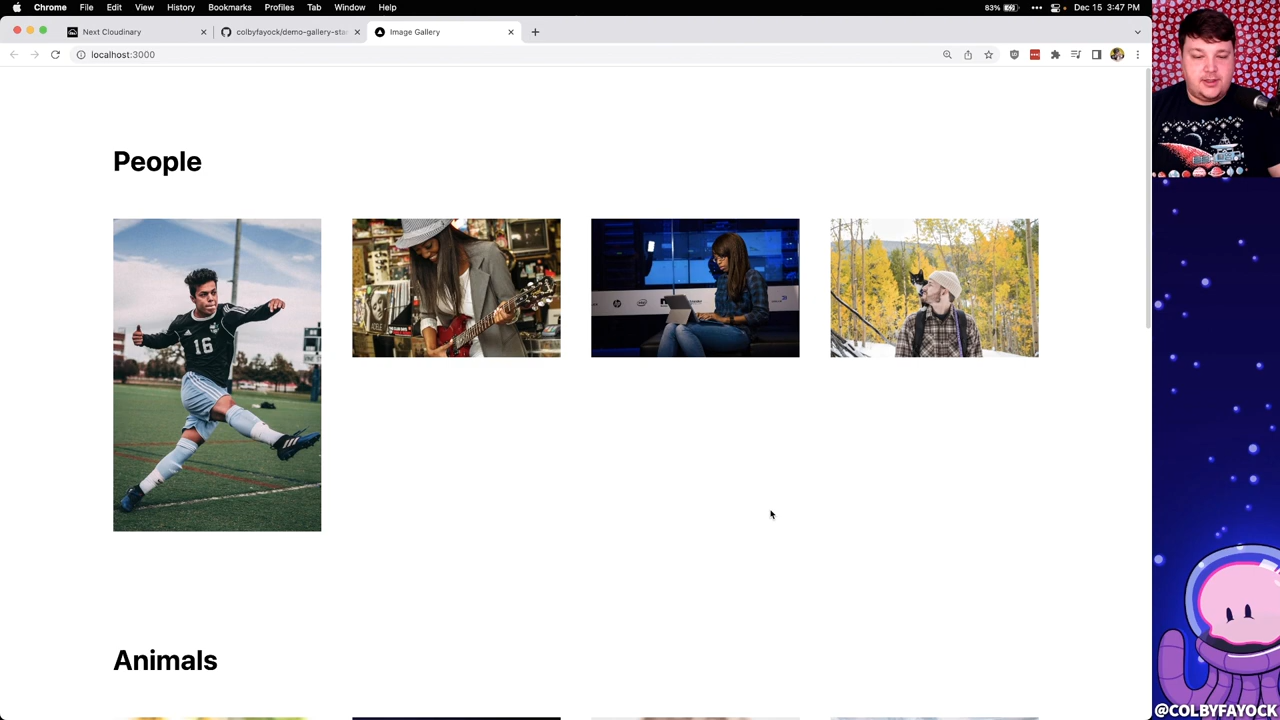 Chrome File Edit View History Bookmarks Profiles Tab Window Help 83% Dec 15 3:47 PM
Next Cloudinary colbyfayock/demo-gallery-sta Image Gallery
localhost:3000
People
16
Animals
@COLBYFAYOCK